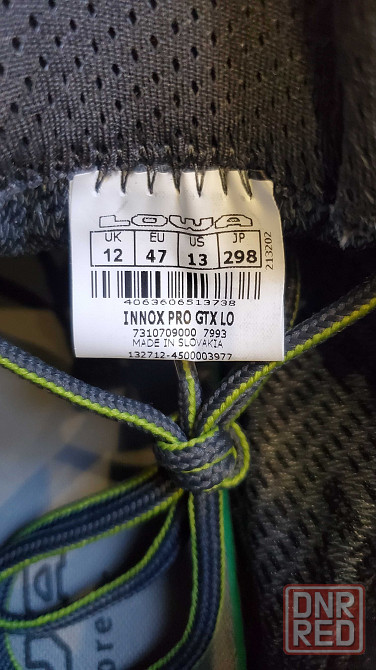 LOWA
UK EU US JP
12 47 13 298
213202
4063606513738
INNOX PRO GTX LO
7310709000 7993
MADE IN SLOVAKIA
132712-4500003977
DNR
RED